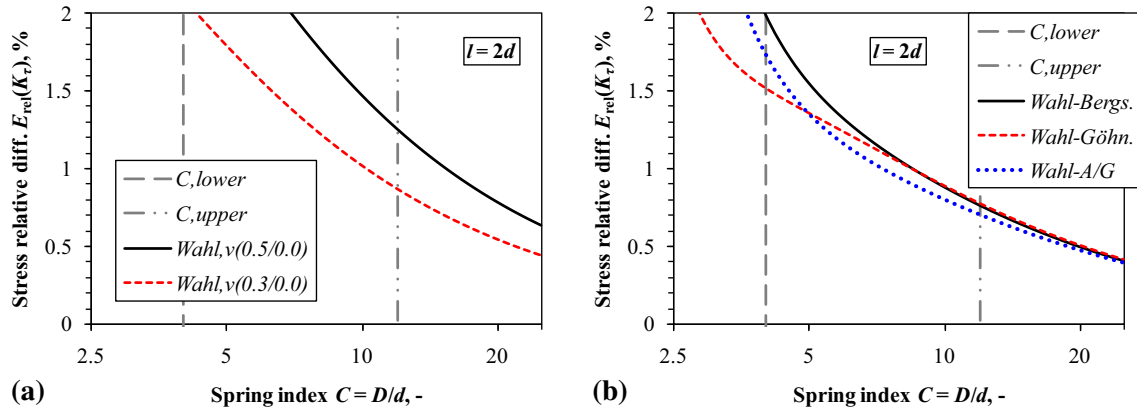 2
1.5
1
0.5
0
Stress relative diff. Erel(Kτ), %
l = 2d
C,lower
C,upper
Wahl,v(0.5/0.0)
Wahl,v(0.3/0.0)
2.5 5 10 20
(a) Spring index C = D/d, -
2
1.5
1
0.5
0
Stress relative diff. Erel(Kτ), %
l = 2d
C,lower
C,upper
Wahl-Bergs.
Wahl-Göhn.
Wahl-A/G
2.5 5 10 20
(b) Spring index C = D/d, -